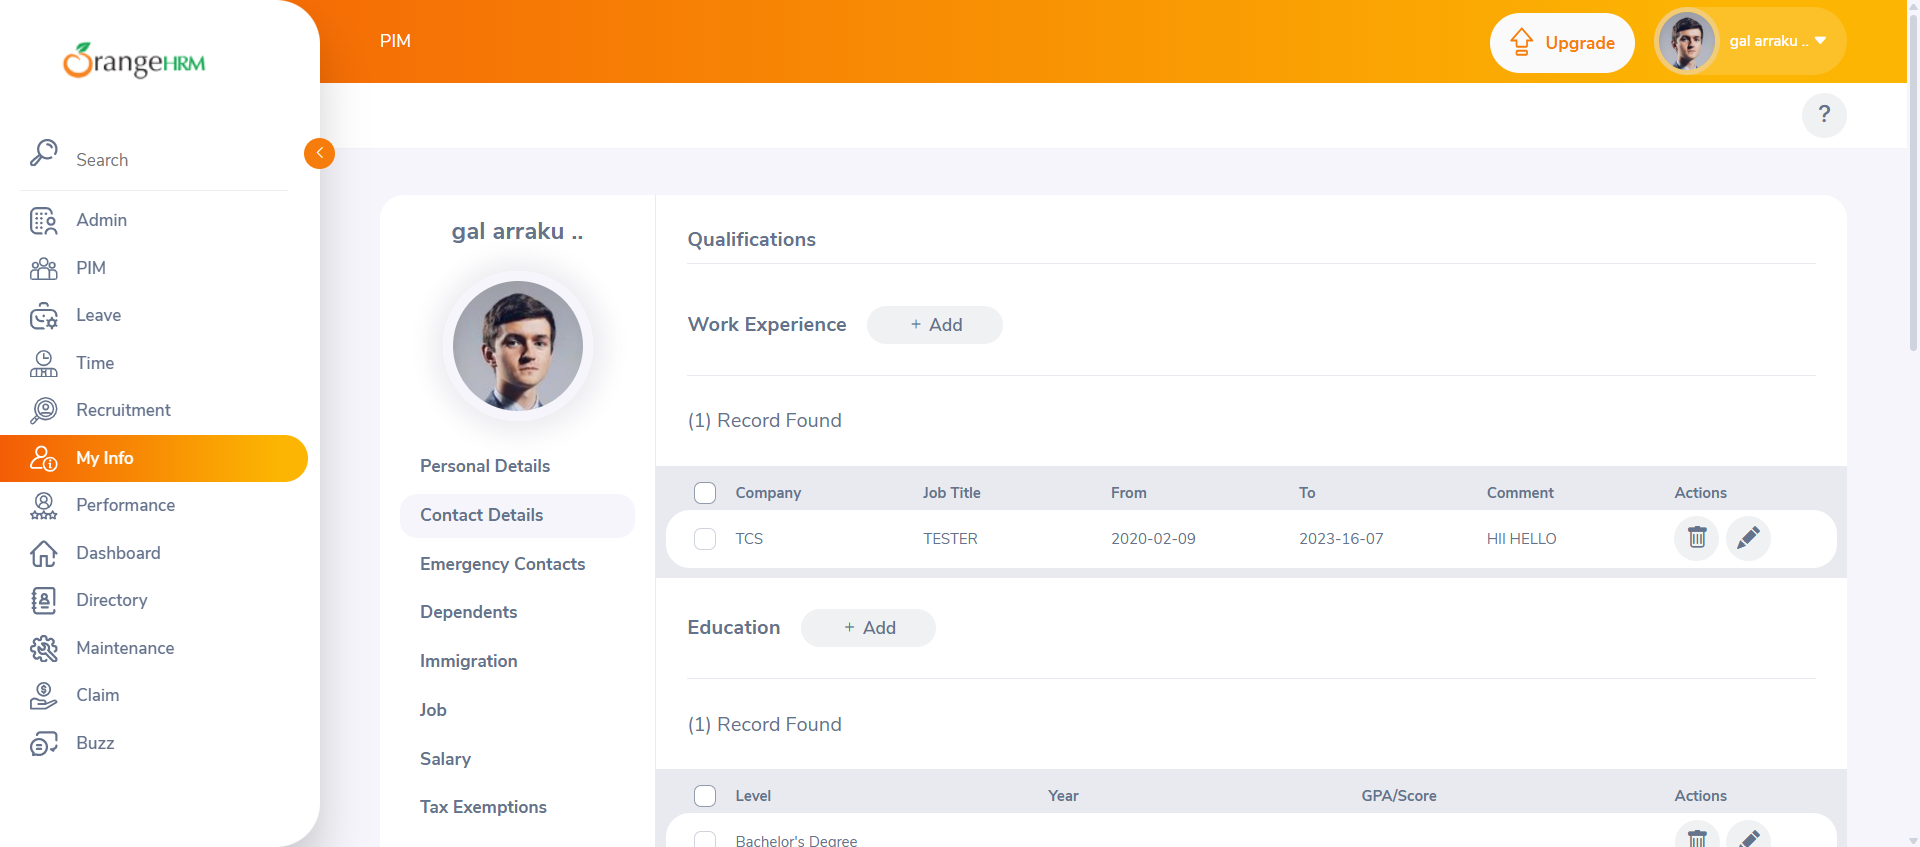 OrangeHRM
Search
Admin
PIM
Leave
Time
Recruitment
My Info
Performance
Dashboard
Directory
Maintenance
Claim
Buzz
PIM
Upgrade
gal arraku ..
?
gal arraku ..
Personal Details
Contact Details
Emergency Contacts
Dependents
Immigration
Job
Salary
Tax Exemptions
Qualifications
Work Experience + Add
(1) Record Found
Company Job Title From To Comment Actions
TCS TESTER 2020-02-09 2023-16-07 HII HELLO
Education + Add
(1) Record Found
Level Year GPA/Score Actions
Bachelor's Degree